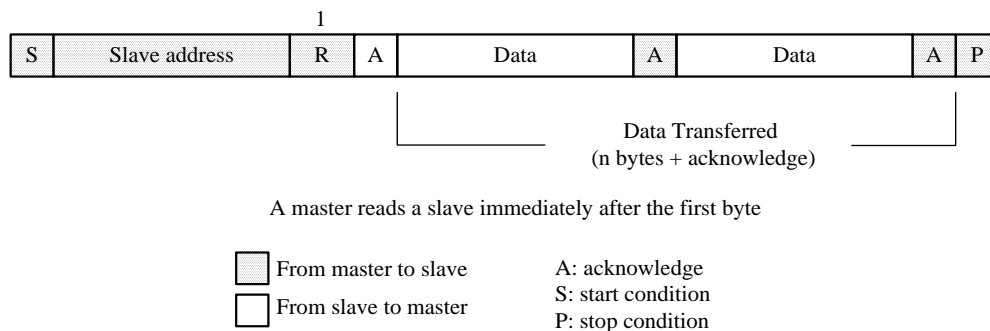 1
S Slave address R A Data A Data A P
Data Transferred
(n bytes + acknowledge)
A master reads a slave immediately after the first byte
From master to slave
From slave to master
A: acknowledge
S: start condition
P: stop condition